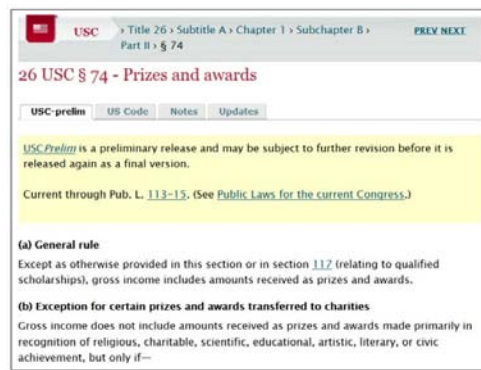 USC › Title 26 › Subtitle A › Chapter 1 › Subchapter B ›
Part II › § 74
PREV NEXT
26 USC § 74 - Prizes and awards
USC-prelim US Code Notes Updates
USCPrelim is a preliminary release and may be subject to further revision before it is
released again as a final version.
Current through Pub. L. 113-15. (See Public Laws for the current Congress.)
(a) General rule
Except as otherwise provided in this section or in section 117 (relating to qualified
scholarships), gross income includes amounts received as prizes and awards.
(b) Exception for certain prizes and awards transferred to charities
Gross income does not include amounts received as prizes and awards made primarily in
recognition of religious, charitable, scientific, educational, artistic, literary, or civic
achievement, but only if—